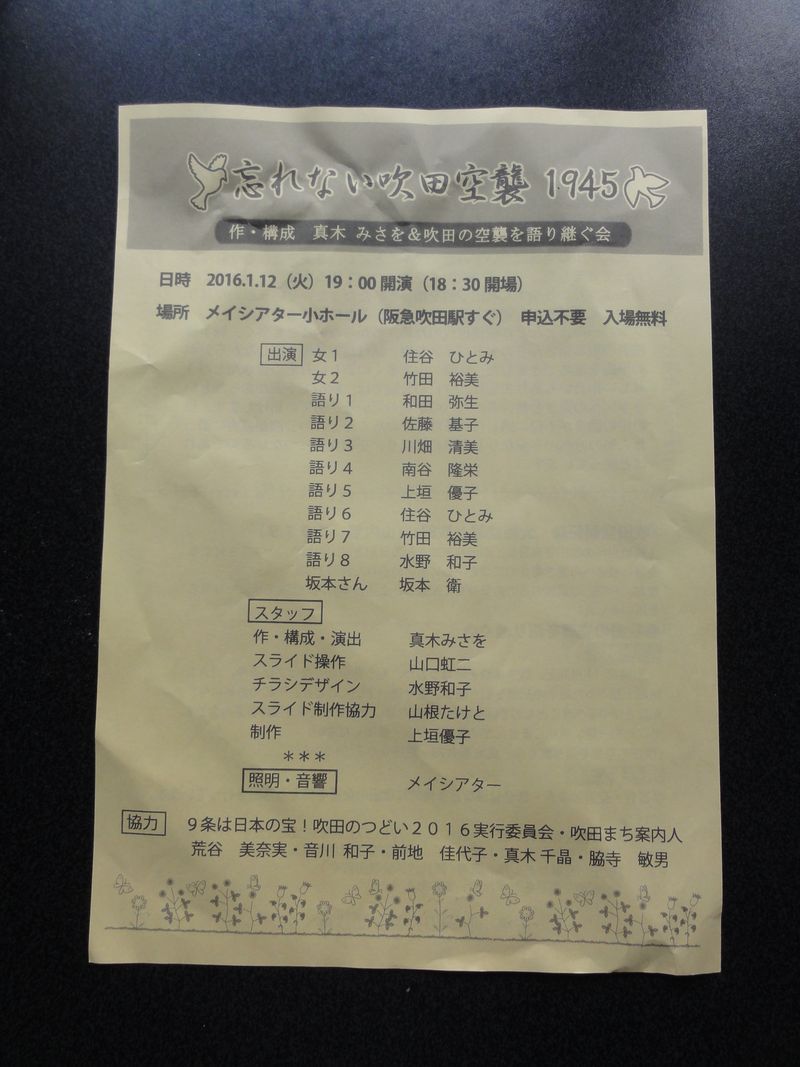 忘れない吹田空襲 1945
作・構成　真木 みさを＆吹田の空襲を語り継ぐ会
日時　2016.1.12（火）19：00 開演（18：30 開場）
場所　メイシアター小ホール（阪急吹田駅すぐ）　申込不要　入場無料
出演　女１　住谷　ひとみ
女２　竹田　裕美
語り１　和田　弥生
語り２　佐藤　基子
語り３　川畑　清美
語り４　南谷　隆栄
語り５　上垣　優子
語り６　住谷　ひとみ
語り７　竹田　裕美
語り８　水野　和子
坂本さん　坂本　衛
スタッフ
作・構成・演出　真木みさを
スライド操作　山口虹二
チラシデザイン　水野和子
スライド制作協力　山根たけと
制作　上垣優子
＊＊＊
照明・音響　メイシアター
協力　９条は日本の宝！吹田のつどい２０１６実行委員会・吹田まち案内人
荒谷　美奈実・音川 和子・前地　佳代子・真木 千晶・脇寺　敏男